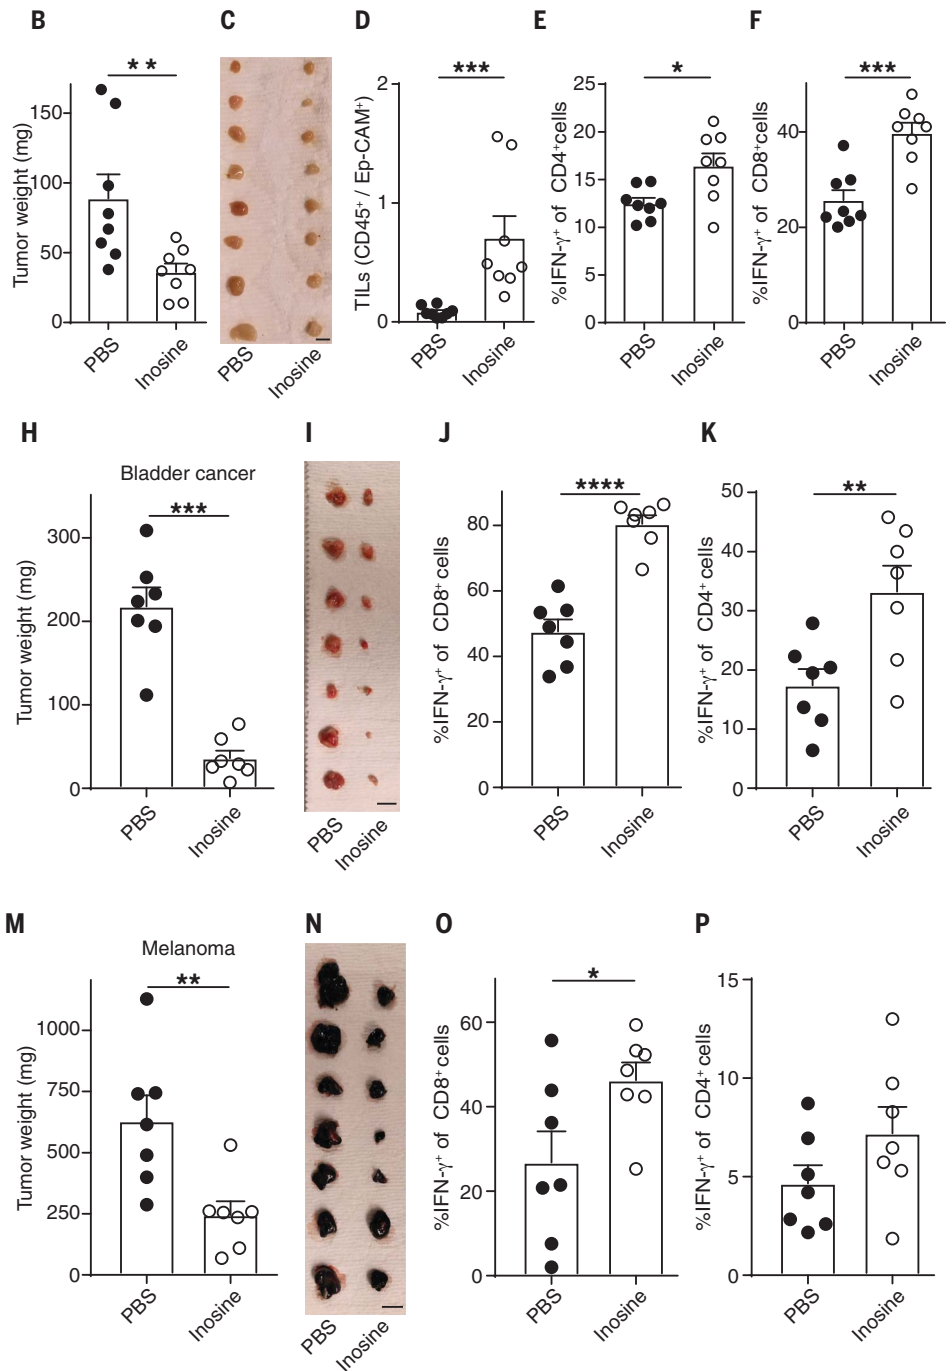 B
C
D
E
F
**
***
*
***
Tumor weight (mg)
150
100
50
0
PBS
Inosine
PBS
Inosine
TILs (CD45⁺ / Ep-CAM⁺)
2
1
0
PBS
Inosine
%IFN-γ⁺ of CD4⁺cells
25
20
15
10
5
0
PBS
Inosine
%IFN-γ⁺ of CD8⁺cells
40
20
0
PBS
Inosine
H
I
J
K
Bladder cancer
***
****
**
Tumor weight (mg)
300
200
100
0
PBS
Inosine
PBS
Inosine
%IFN-γ⁺ of CD8⁺ cells
80
60
40
20
0
PBS
Inosine
%IFN-γ⁺ of CD4⁺ cells
50
40
30
20
10
0
PBS
Inosine
M
N
O
P
Melanoma
**
*
Tumor weight (mg)
1000
750
500
250
0
PBS
Inosine
PBS
Inosine
%IFN-γ⁺ of CD8⁺cells
60
40
20
0
PBS
Inosine
%IFN-γ⁺ of CD4⁺cells
15
10
5
0
PBS
Inosine